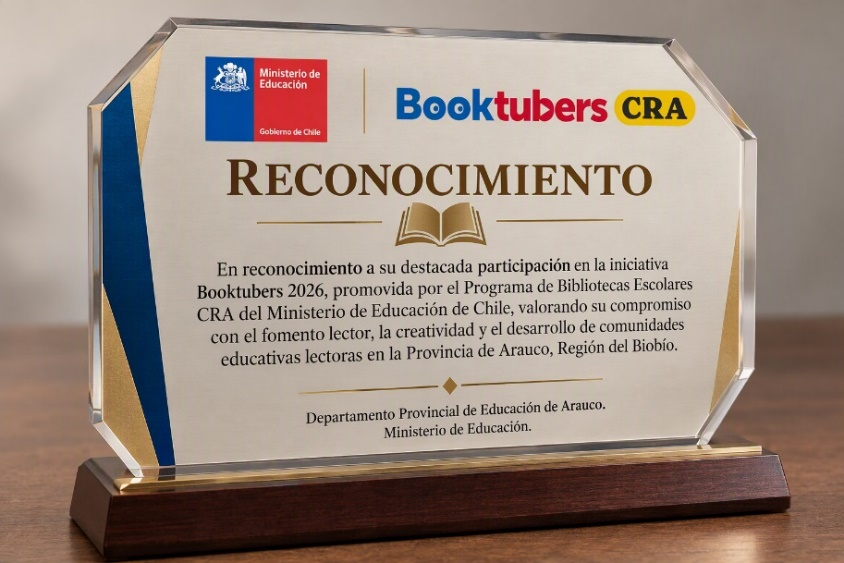 Ministerio de
Educación
Gobierno de Chile
Booktubers CRA
RECONOCIMIENTO
En reconocimiento a su destacada participación en la iniciativa
Booktubers 2026, promovida por el Programa de Bibliotecas Escolares
CRA del Ministerio de Educación de Chile, valorando su compromiso
con el fomento lector, la creatividad y el desarrollo de comunidades
educativas lectoras en la Provincia de Arauco, Región del Biobío.
Departamento Provincial de Educación de Arauco.
Ministerio de Educación.